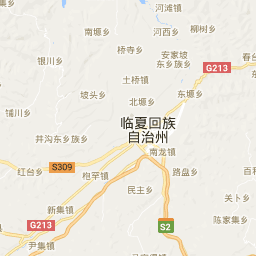 河滩镇
南塬乡
河西乡
柳树乡
桥寺乡
安家坡
东乡族乡
银川乡
土桥镇
G213
坡头乡
北塬乡
东塬乡
铺川乡
临夏回族
自治州
井沟东乡族乡
南龙镇
S309
红台乡
枹罕镇
路盘乡
民主乡
百和乡
关卜乡
新集镇
G213
S2
陈家集乡
尹集镇